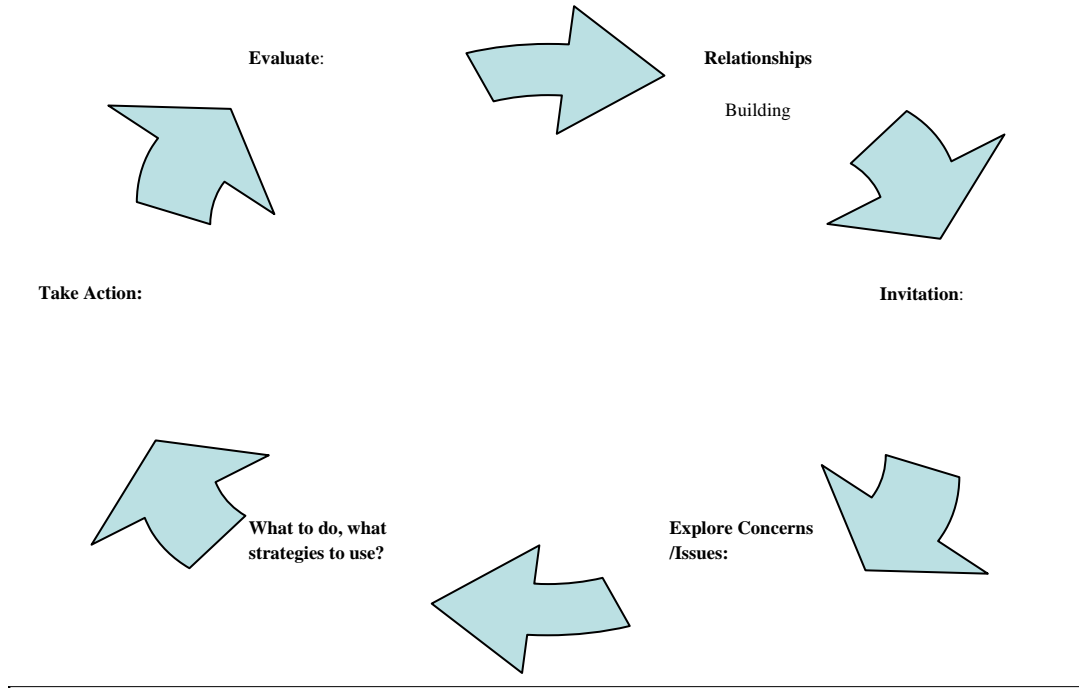 Evaluate:
Relationships
Building
Take Action:
Invitation:
What to do, what
strategies to use?
Explore Concerns
/Issues: